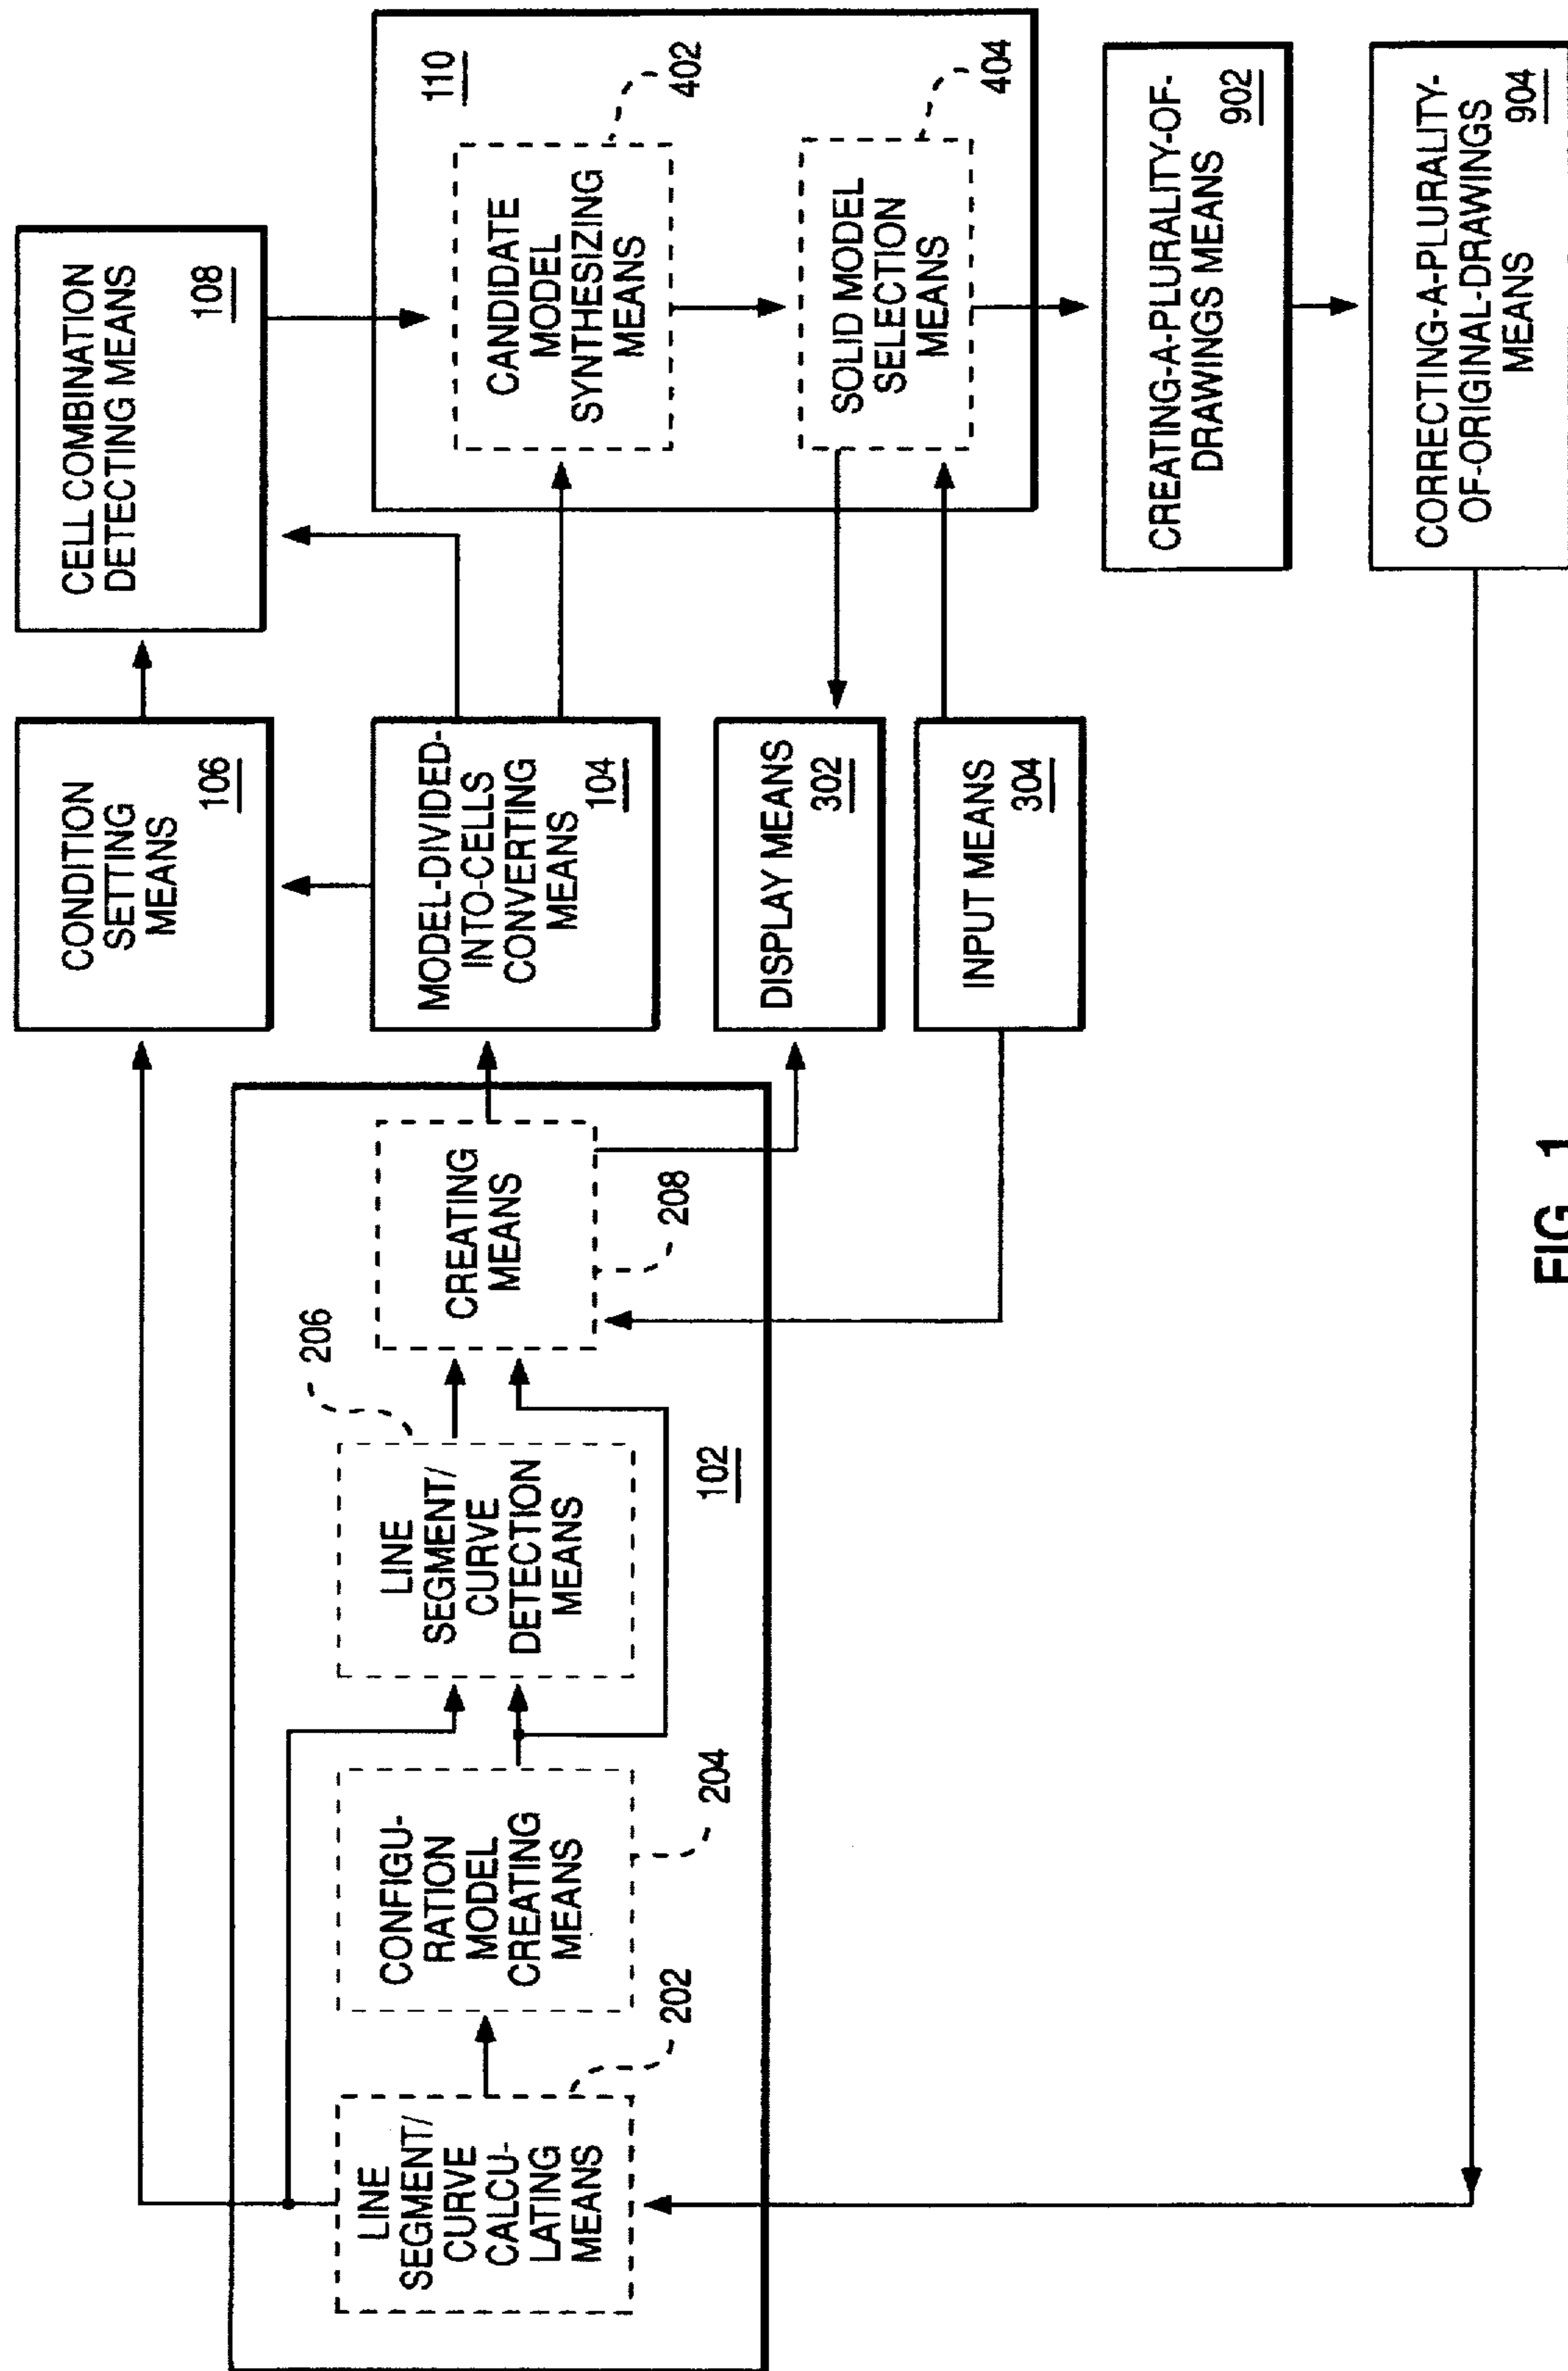 LINE
SEGMENT/
CURVE
CALCU-
LATING
MEANS
202
CONFIGU-
RATION
MODEL
CREATING
MEANS
204
LINE
SEGMENT/
CURVE
DETECTION
MEANS
206
CREATING
MEANS
208
102
CONDITION
SETTING
MEANS
106
MODEL-DIVIDED-
INTO-CELLS
CONVERTING
MEANS
104
DISPLAY MEANS
302
INPUT MEANS
304
CELL COMBINATION
DETECTING MEANS
108
110
CANDIDATE
MODEL
SYNTHESIZING
MEANS
402
SOLID MODEL
SELECTION
MEANS
404
CREATING-A-PLURALITY-OF-
DRAWINGS MEANS
902
CORRECTING-A-PLURALITY-
OF-ORIGINAL-DRAWINGS
MEANS
904
FIG. 1